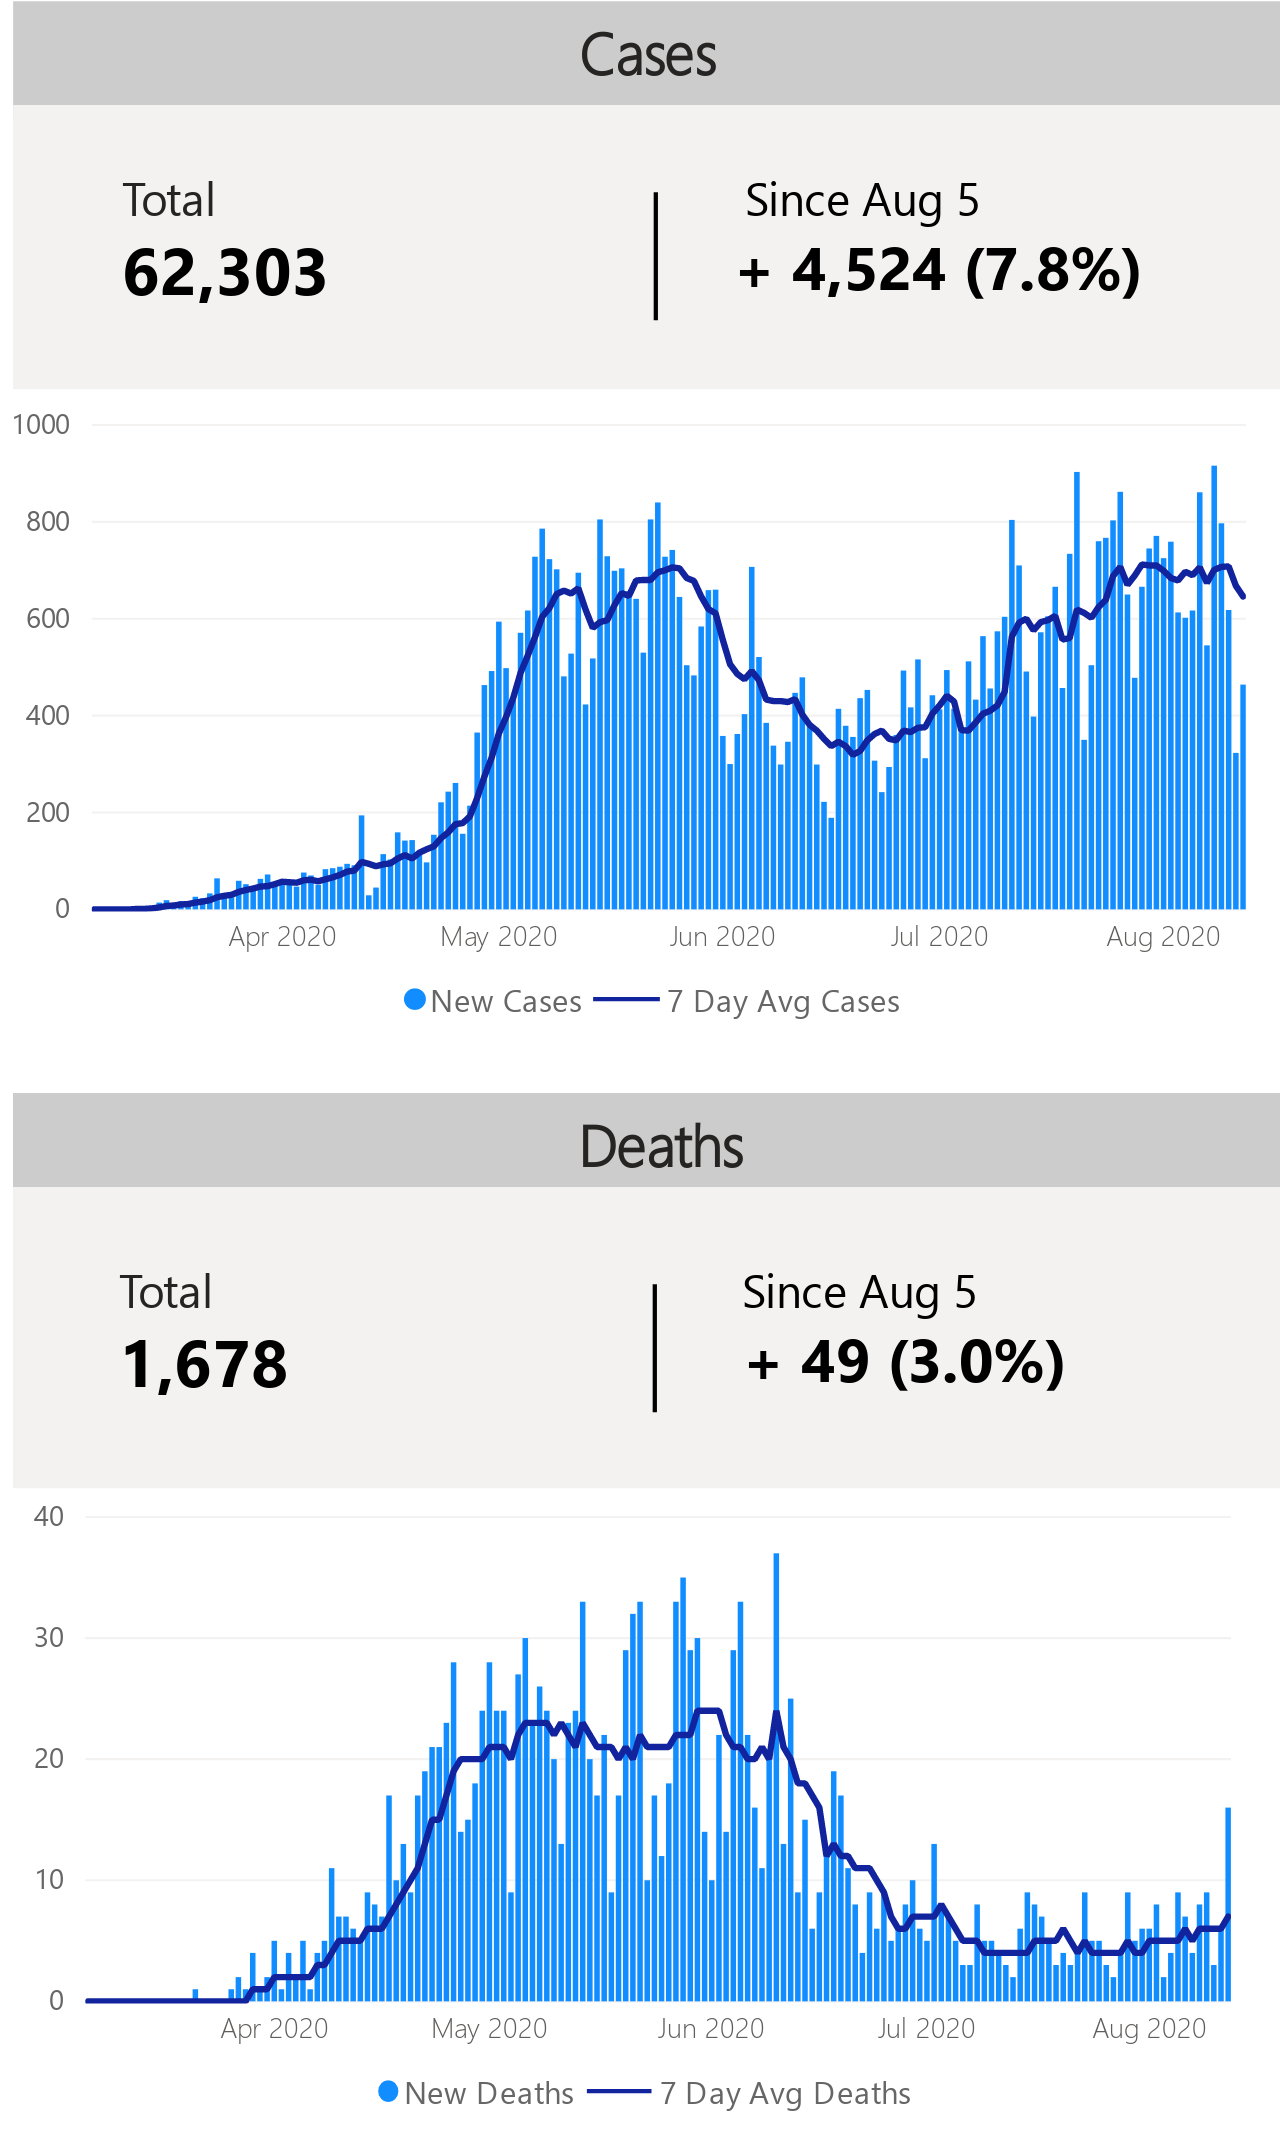 Cases
Total
Since Aug 5
62,303
+ 4,524 (7.8%)
1000
800
600
400
200
0
Apr 2020 May 2020 Jun 2020 Jul 2020 Aug 2020
New Cases 7 Day Avg Cases
Deaths
Total
Since Aug 5
1,678
+ 49 (3.0%)
40
30
20
10
0
Apr 2020 May 2020 Jun 2020 Jul 2020 Aug 2020
New Deaths 7 Day Avg Deaths